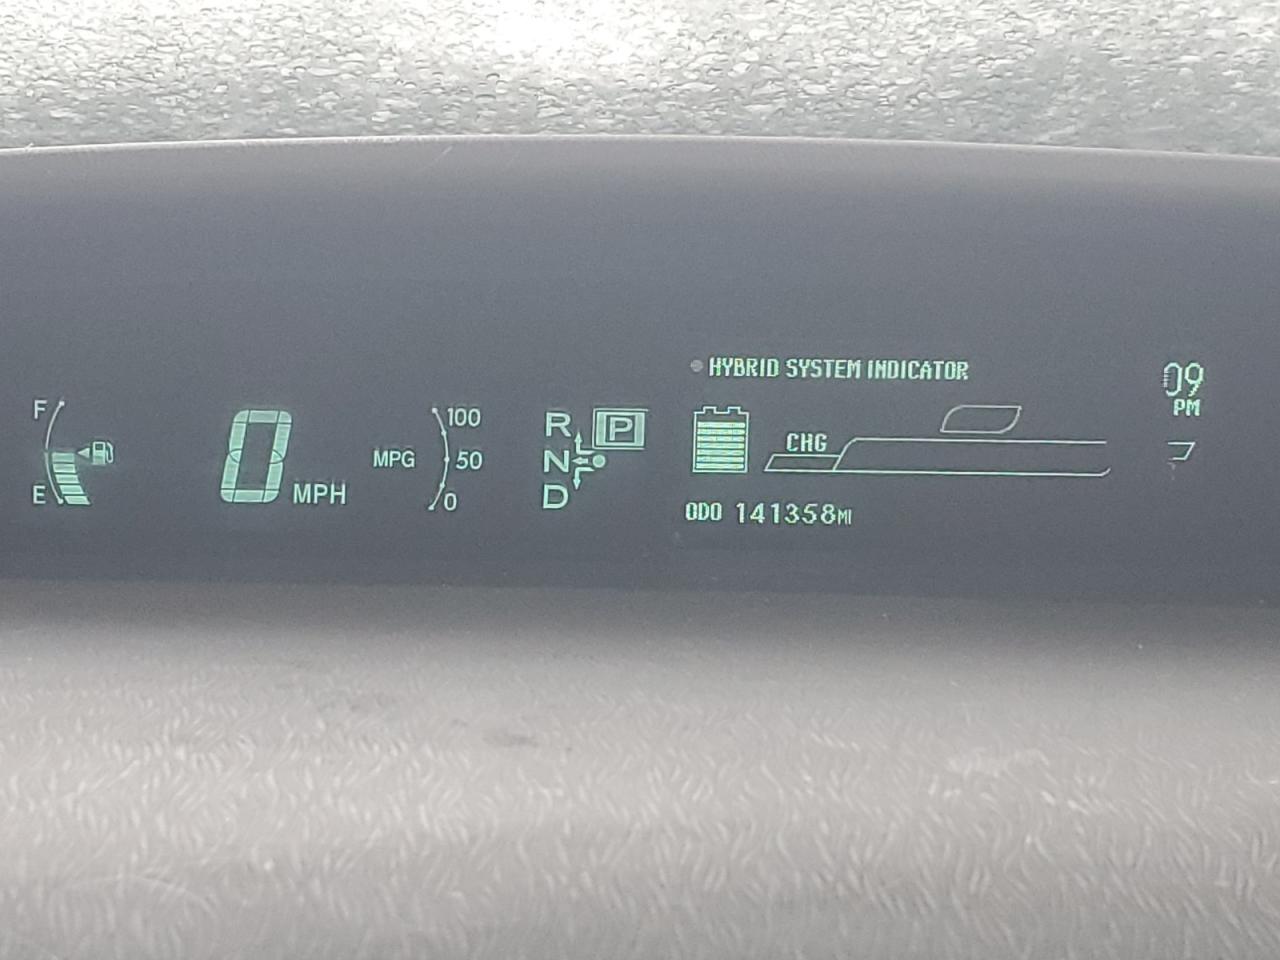 F
E
0 MPH
MPG
100
50
0
R
N
D
P
HYBRID SYSTEM INDICATOR
CHG
ODO 141358MI
09
PM